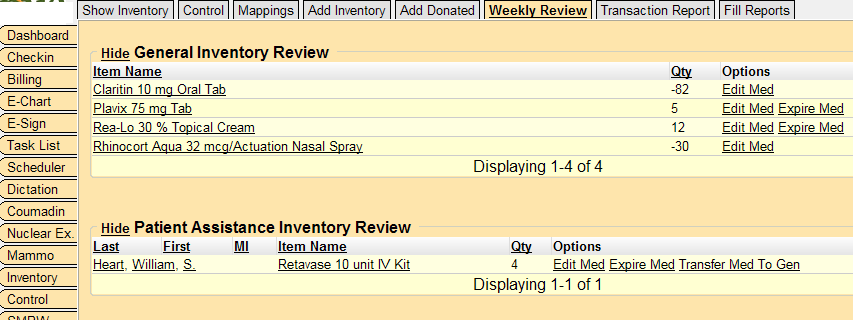 Show Inventory Control Mappings Add Inventory Add Donated Weekly Review Transaction Report Fill Reports
Dashboard
Checkin
Billing
E-Chart
E-Sign
Task List
Scheduler
Dictation
Coumadin
Nuclear Ex.
Mammo
Inventory
Control
Hide General Inventory Review
Item Name Qty Options
Claritin 10 mg Oral Tab -82 Edit Med
Plavix 75 mg Tab 5 Edit Med Expire Med
Rea-Lo 30 % Topical Cream 12 Edit Med Expire Med
Rhinocort Aqua 32 mcg/Actuation Nasal Spray -30 Edit Med
Displaying 1-4 of 4
Hide Patient Assistance Inventory Review
Last First MI Item Name Qty Options
Heart, William, S. Retavase 10 unit IV Kit 4 Edit Med Expire Med Transfer Med To Gen
Displaying 1-1 of 1